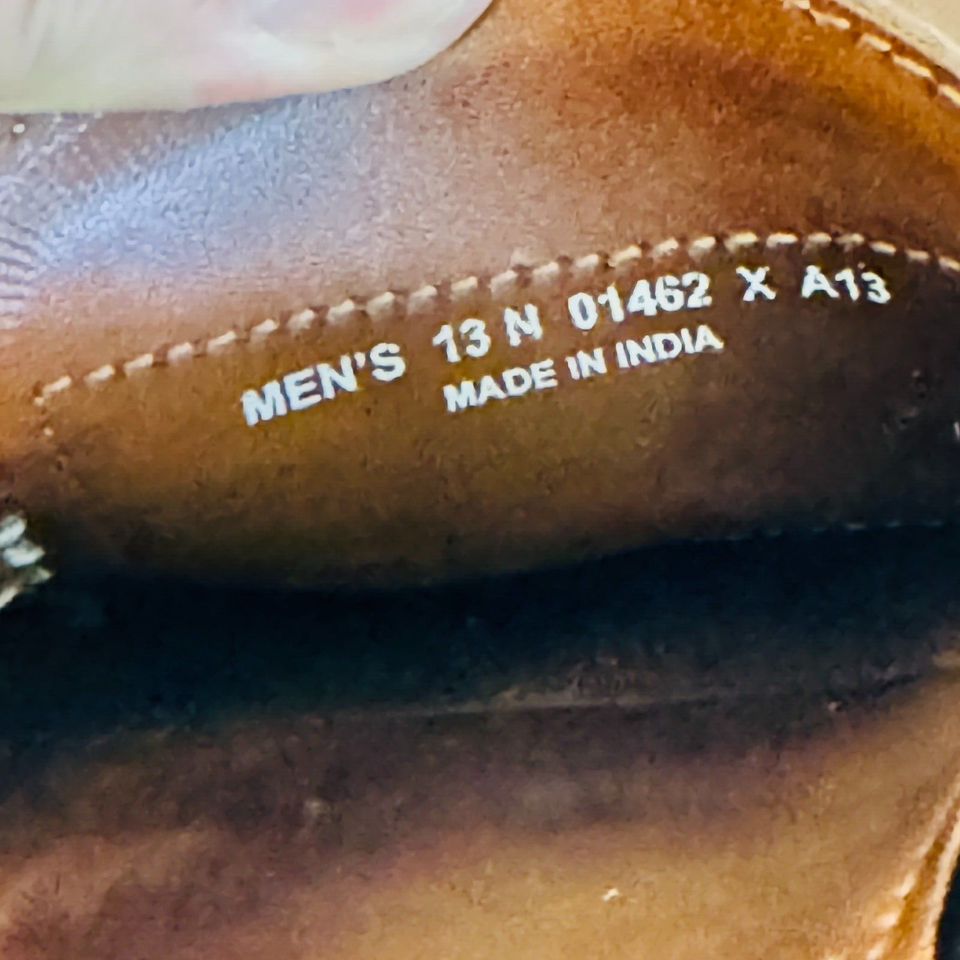 MEN'S 13 N 01462 X A13
MADE IN INDIA